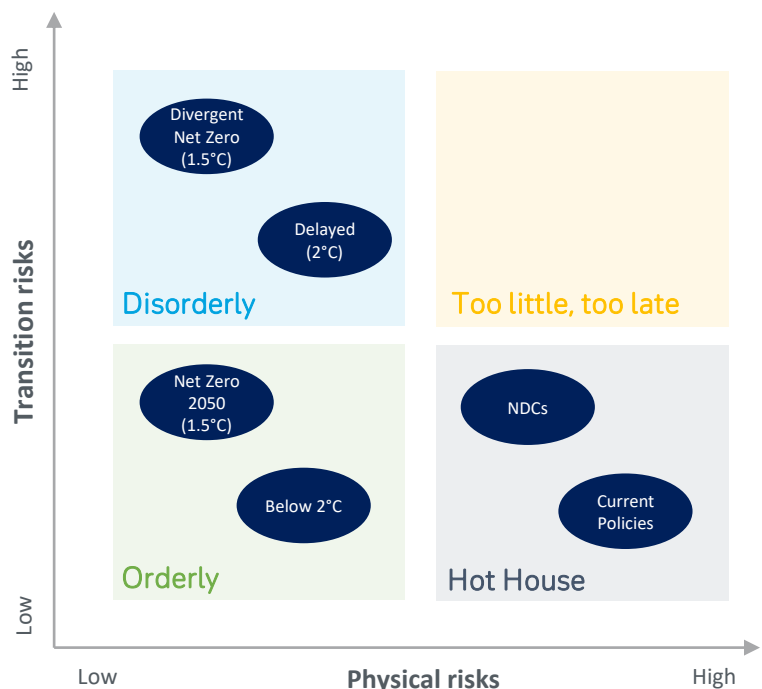 High
Divergent
Net Zero
(1.5°C)
Delayed
(2°C)
Disorderly
Too little, too late
Transition risks
Net Zero
2050
(1.5°C)
NDCs
Below 2°C
Current
Policies
Orderly
Hot House
Low
Low
Physical risks
High